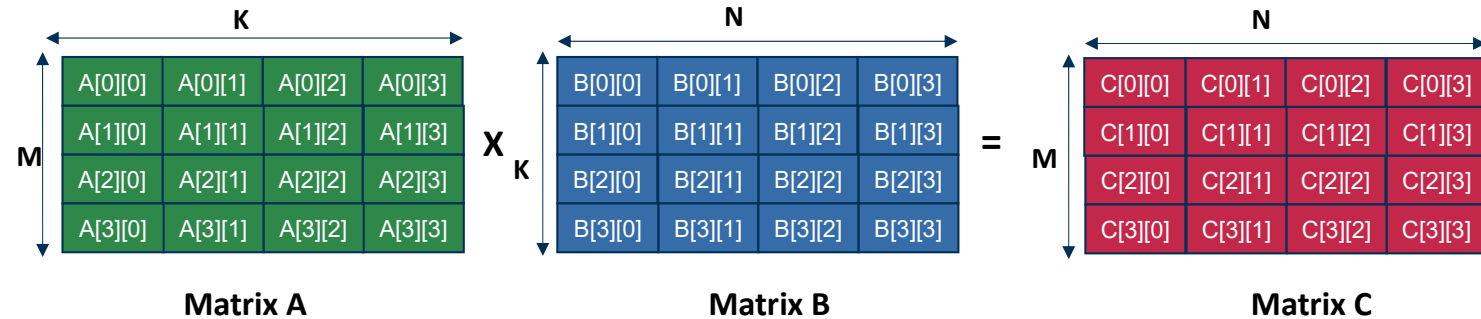 K N N
A[0][0] A[0][1] A[0][2] A[0][3] B[0][0] B[0][1] B[0][2] B[0][3] C[0][0] C[0][1] C[0][2] C[0][3]
A[1][0] A[1][1] A[1][2] A[1][3] B[1][0] B[1][1] B[1][2] B[1][3] C[1][0] C[1][1] C[1][2] C[1][3]
M X K = M
A[2][0] A[2][1] A[2][2] A[2][3] B[2][0] B[2][1] B[2][2] B[2][3] C[2][0] C[2][1] C[2][2] C[2][3]
A[3][0] A[3][1] A[3][2] A[3][3] B[3][0] B[3][1] B[3][2] B[3][3] C[3][0] C[3][1] C[3][2] C[3][3]
Matrix A Matrix B Matrix C